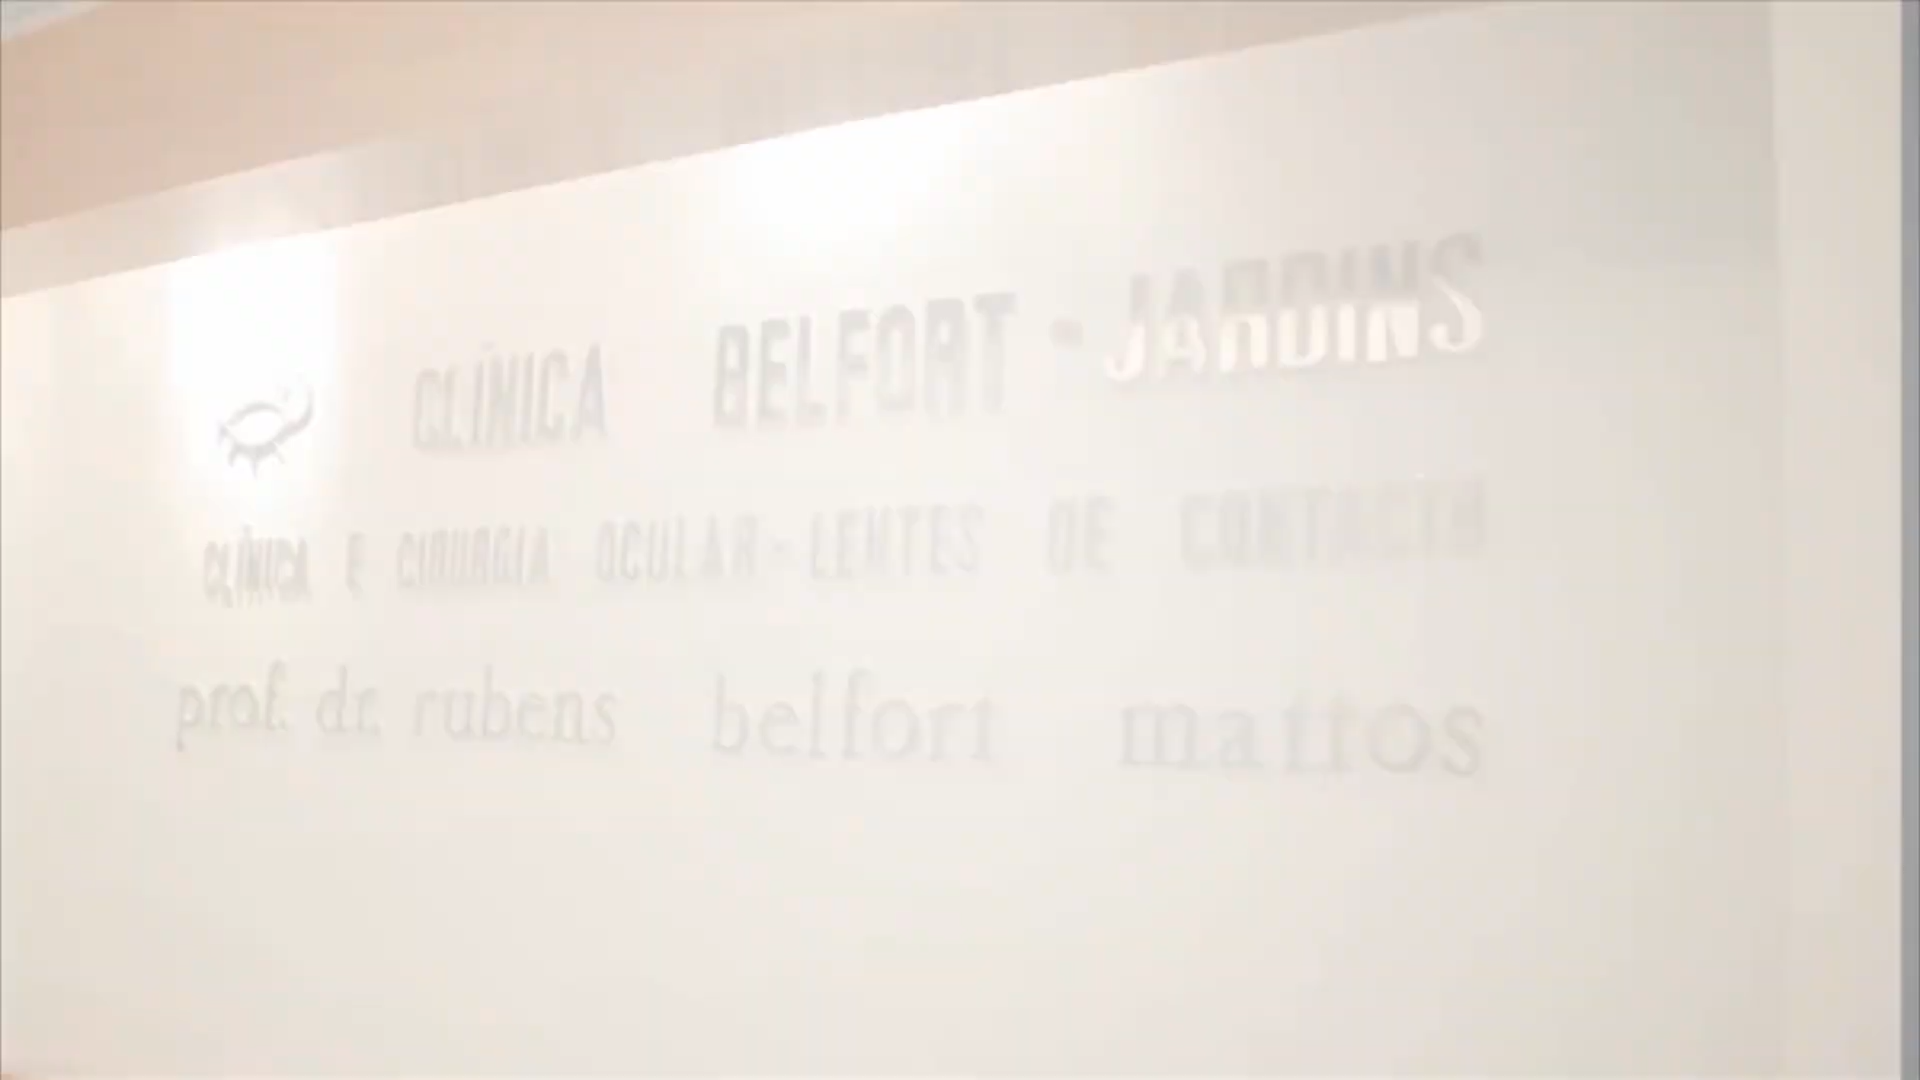 CLÍNICA BELFORT - JARDINS
CLÍNICA E CIRURGIA OCULAR - LENTES DE CONTACTO
prof. dr. rubens belfort mattos